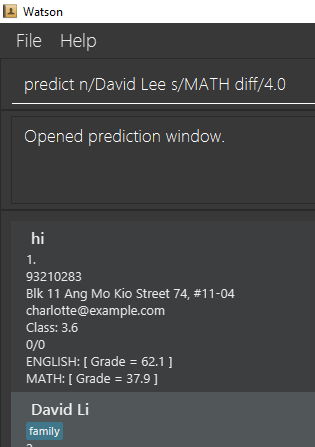 Watson
File Help
predict n/David Lee s/MATH diff/4.0
Opened prediction window.
hi
1.
93210283
Blk 11 Ang Mo Kio Street 74, #11-04
charlotte@example.com
Class: 3.6
0/0
ENGLISH: [ Grade = 62.1 ]
MATH: [ Grade = 37.9 ]
David Li
family